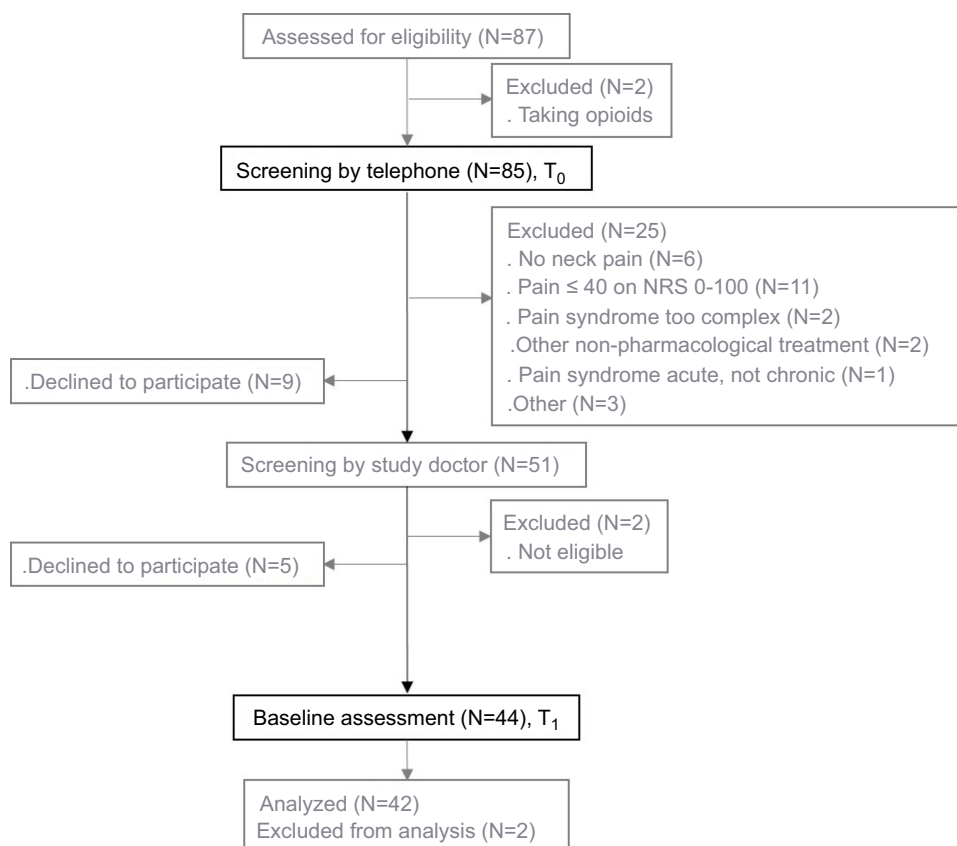 Assessed for eligibility (N=87)
Excluded (N=2)
. Taking opioids
Screening by telephone (N=85), T₀
Excluded (N=25)
. No neck pain (N=6)
. Pain ≤ 40 on NRS 0-100 (N=11)
. Pain syndrome too complex (N=2)
.Other non-pharmacological treatment (N=2)
. Pain syndrome acute, not chronic (N=1)
.Other (N=3)
.Declined to participate (N=9)
Screening by study doctor (N=51)
Excluded (N=2)
. Not eligible
.Declined to participate (N=5)
Baseline assessment (N=44), T₁
Analyzed (N=42)
Excluded from analysis (N=2)